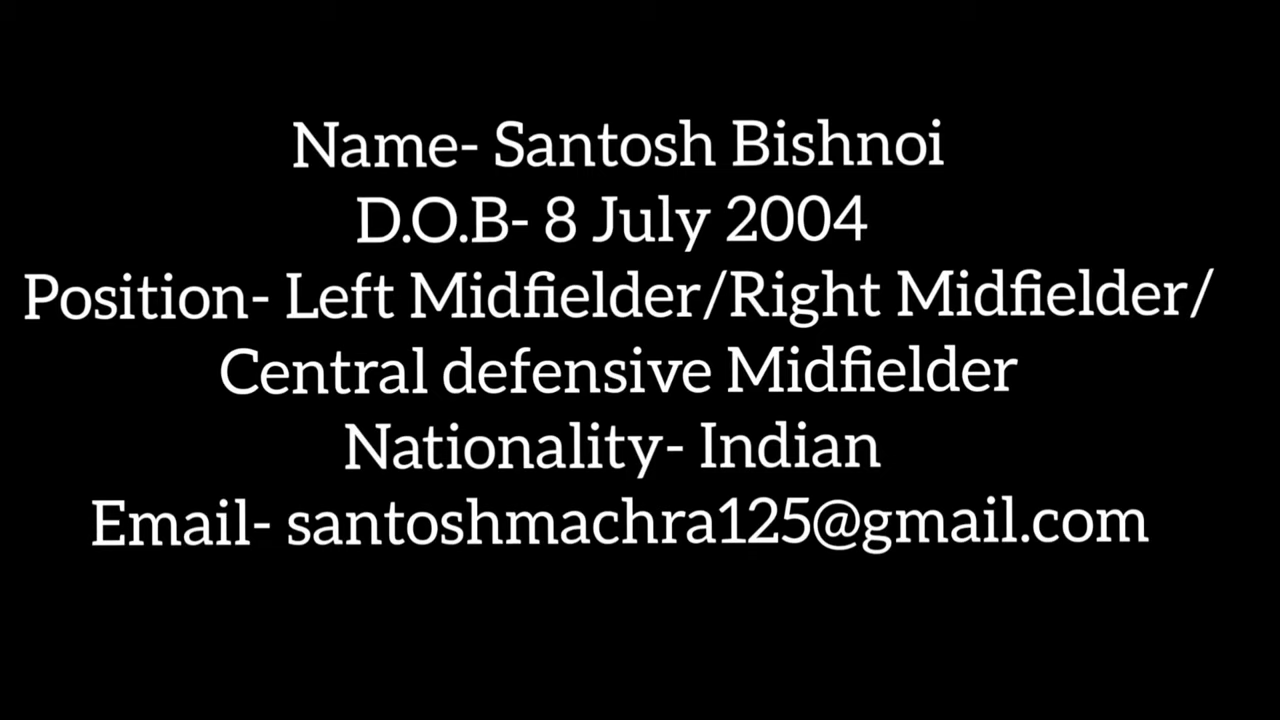 Name- Santosh Bishnoi
D.O.B- 8 July 2004
Position- Left Midfielder/Right Midfielder/
Central defensive Midfielder
Nationality- Indian
Email- santoshmachra125@gmail.com